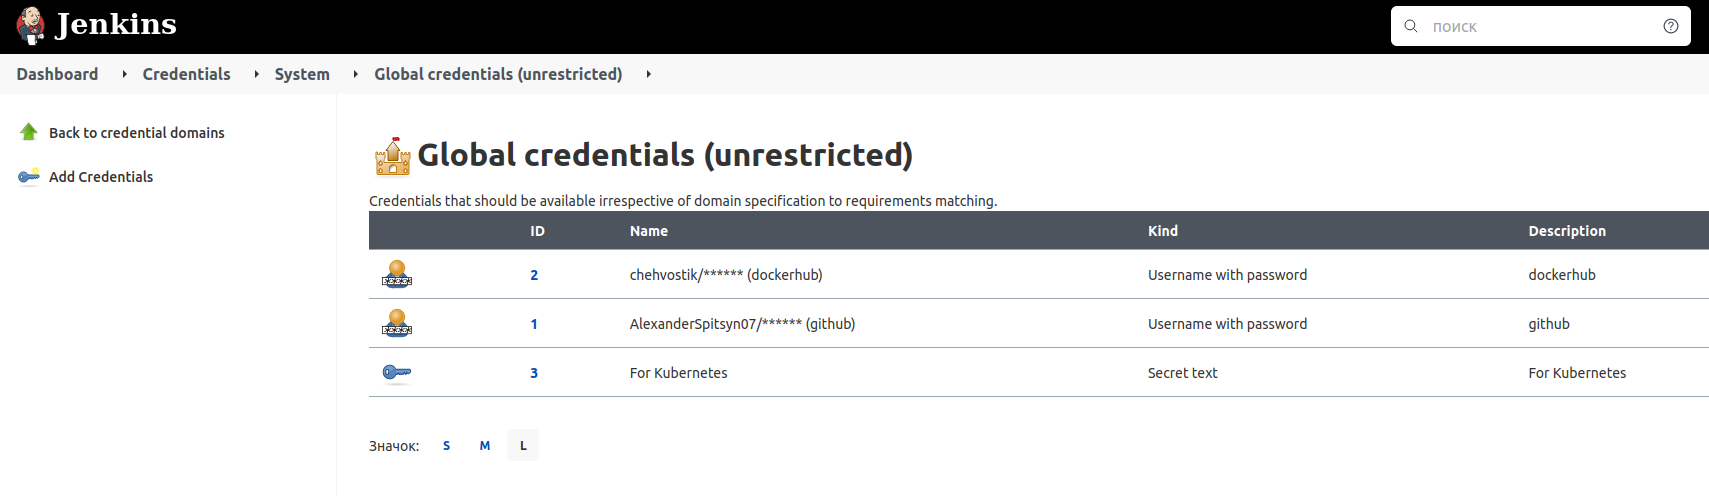 Jenkins
поиск
Dashboard Credentials System Global credentials (unrestricted)
Back to credential domains
Add Credentials
Global credentials (unrestricted)
Credentials that should be available irrespective of domain specification to requirements matching.
ID Name Kind Description
2 chehvostik/****** (dockerhub) Username with password dockerhub
1 AlexanderSpitsyn07/****** (github) Username with password github
3 For Kubernetes Secret text For Kubernetes
Значок: S M L